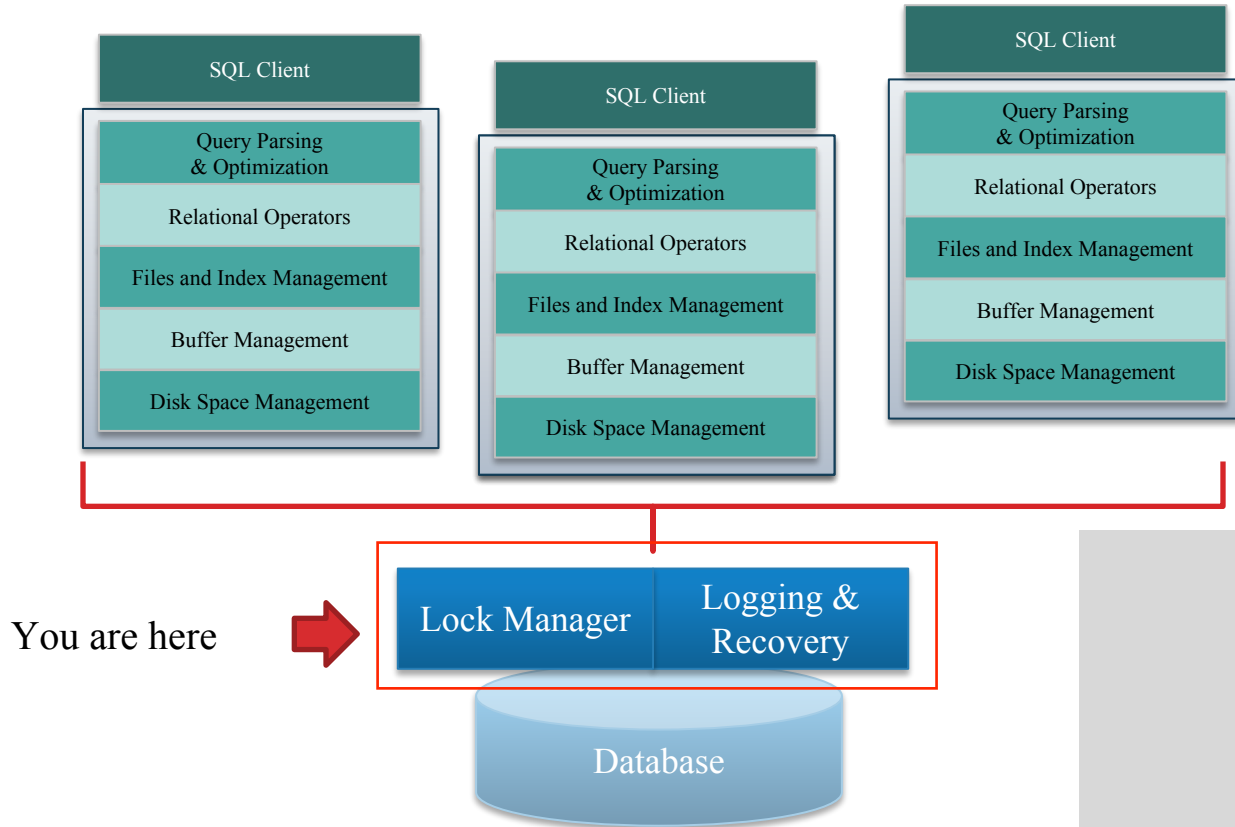 SQL Client
Query Parsing
& Optimization
Relational Operators
Files and Index Management
Buffer Management
Disk Space Management
SQL Client
Query Parsing
& Optimization
Relational Operators
Files and Index Management
Buffer Management
Disk Space Management
SQL Client
Query Parsing
& Optimization
Relational Operators
Files and Index Management
Buffer Management
Disk Space Management
You are here
Lock Manager
Logging &
Recovery
Database